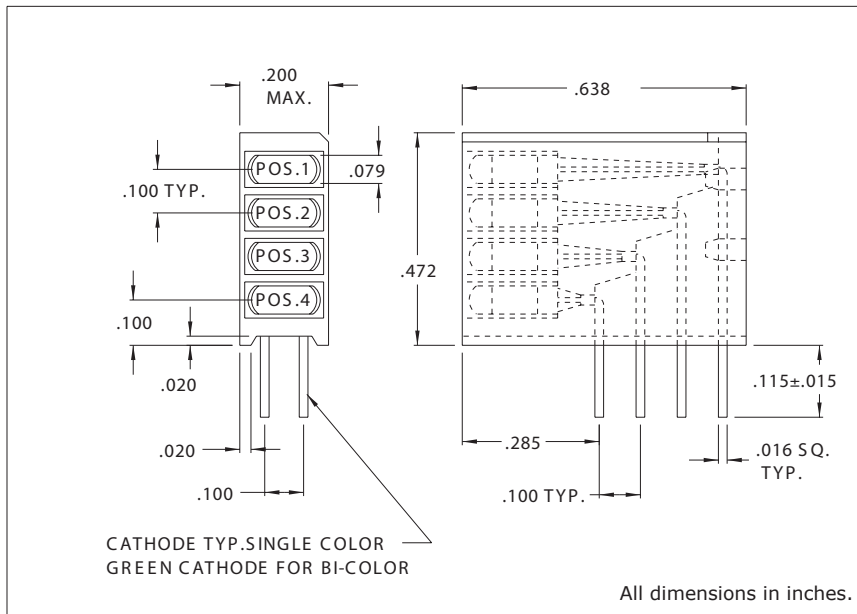 .200
MAX.
.638
POS.1
.079
.100 TYP.
POS.2
POS.3
.472
POS.4
.100
.020
.115±.015
.020
.285
.016 SQ.
TYP.
.100
.100 TYP.
CATHODE TYP.SINGLE COLOR
GREEN CATHODE FOR BI-COLOR
All dimensions in inches.